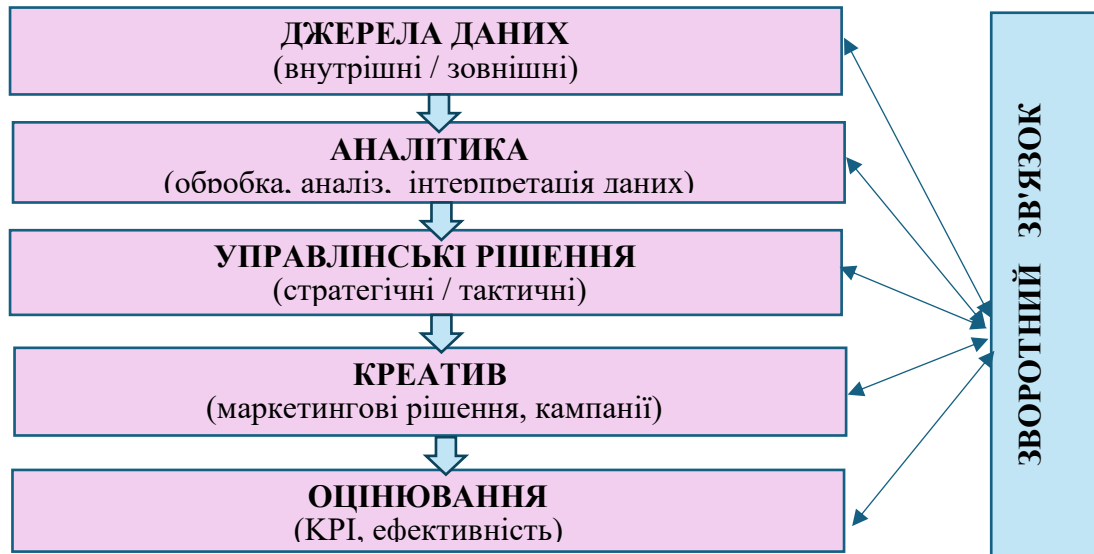 ДЖЕРЕЛА ДАНИХ
(внутрішні / зовнішні)
АНАЛІТИКА
(обробка, аналіз, інтерпретація даних)
УПРАВЛІНСЬКІ РІШЕННЯ
(стратегічні / тактичні)
КРЕАТИВ
(маркетингові рішення, кампанії)
ОЦІНЮВАННЯ
(KPI, ефективність)
ЗВОРОТНИЙ ЗВ'ЯЗОК